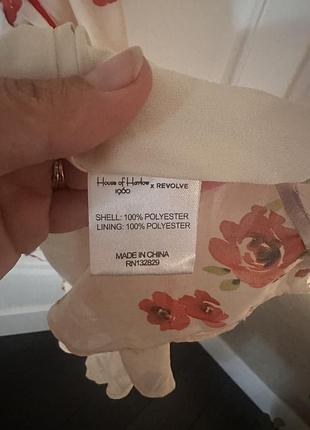 House of Harlow
1960 x REVOLVE
SHELL: 100% POLYESTER
LINING: 100% POLYESTER
MADE IN CHINA
RN132829